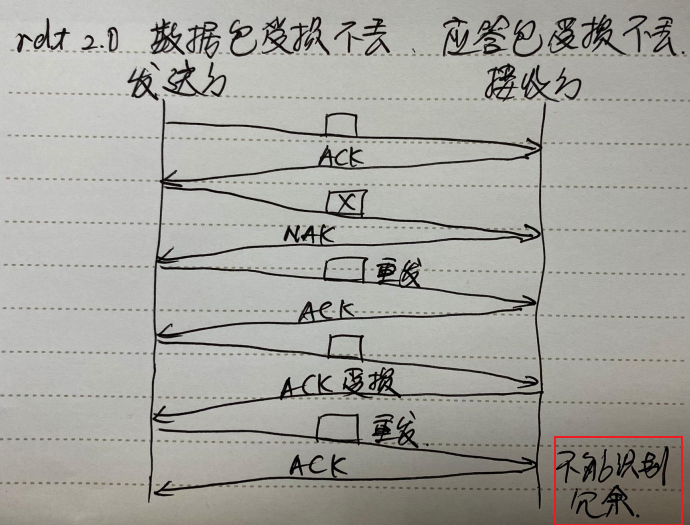 rdt 2.0 数据包受损不丢、应答包受损不丢.
发送方 接收方
ACK
X
NAK
重发
ACK
ACK 受损
重发.
ACK
不能识别
冗余.